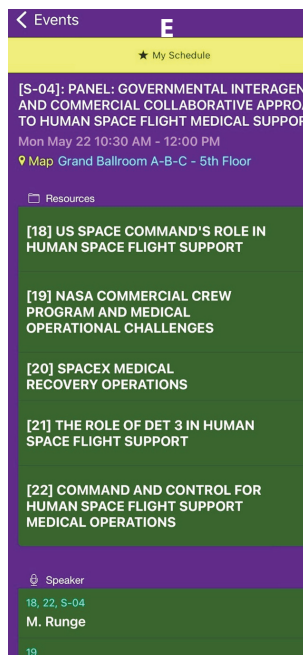 Events
E
★ My Schedule
[S-04]: PANEL: GOVERNMENTAL INTERAGEN
AND COMMERCIAL COLLABORATIVE APPRO
TO HUMAN SPACE FLIGHT MEDICAL SUPPOR
Mon May 22 10:30 AM - 12:00 PM
Map Grand Ballroom A-B-C - 5th Floor
Resources
[18] US SPACE COMMAND'S ROLE IN
HUMAN SPACE FLIGHT SUPPORT
[19] NASA COMMERCIAL CREW
PROGRAM AND MEDICAL
OPERATIONAL CHALLENGES
[20] SPACEX MEDICAL
RECOVERY OPERATIONS
[21] THE ROLE OF DET 3 IN HUMAN
SPACE FLIGHT SUPPORT
[22] COMMAND AND CONTROL FOR
HUMAN SPACE FLIGHT SUPPORT
MEDICAL OPERATIONS
Speaker
18, 22, S-04
M. Runge
19